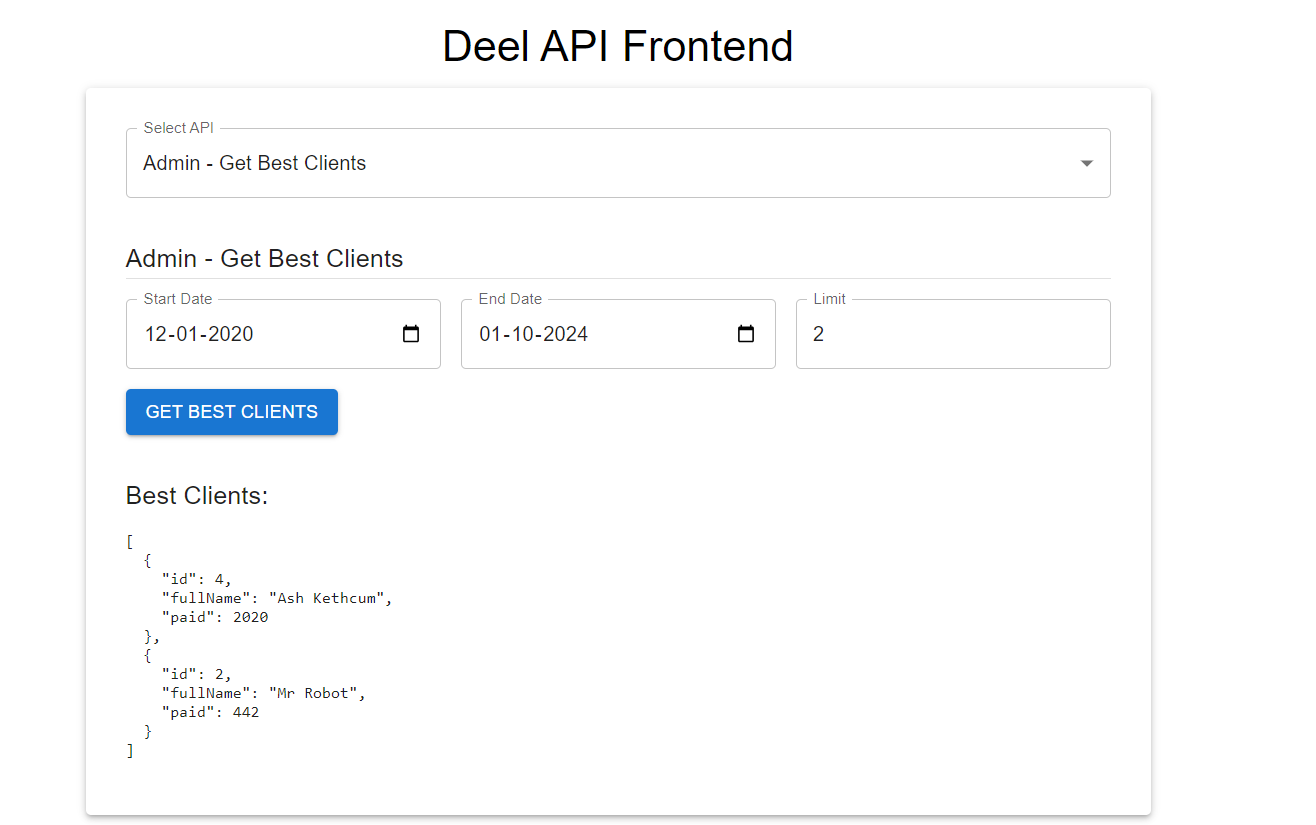 Deel API Frontend
Select API
Admin - Get Best Clients
Admin - Get Best Clients
Start Date End Date Limit
12-01-2020 01-10-2024 2
GET BEST CLIENTS
Best Clients:
[
  {
    "id": 4,
    "fullName": "Ash Kethcum",
    "paid": 2020
  },
  {
    "id": 2,
    "fullName": "Mr Robot",
    "paid": 442
  }
]